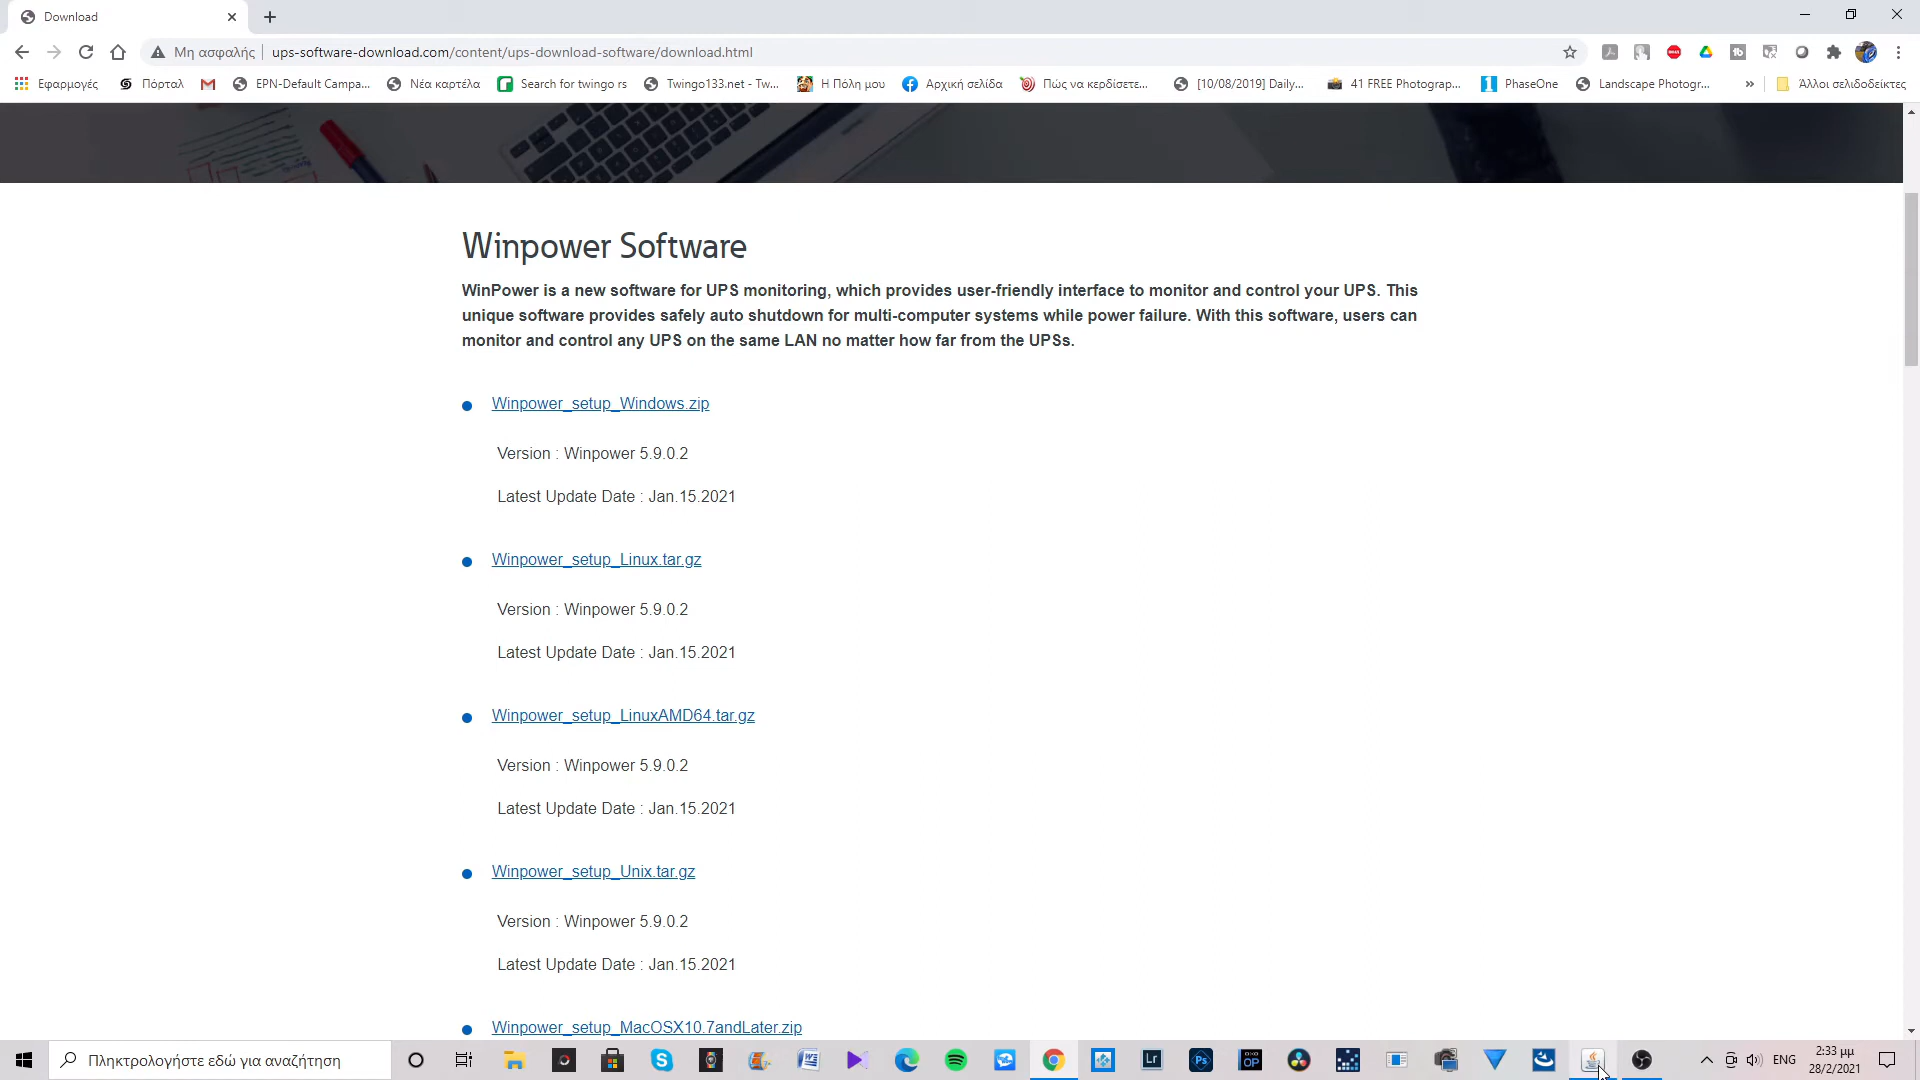 Download
Μη ασφαλής
ups-software-download.com/content/ups-download-software/download.html
Εφαρμογές
Πόρταλ
EPN-Default Campa...
Νέα καρτέλα
Search for twingo rs
Twingo133.net - Tw...
Η Πόλη μου
Αρχική σελίδα
Πώς να κερδίσετε...
[10/08/2019] Daily...
41 FREE Photograp...
PhaseOne
Landscape Photogr...
»
Άλλοι σελιδοδείκτες
Winpower Software
WinPower is a new software for UPS monitoring, which provides user-friendly interface to monitor and control your UPS. This
unique software provides safely auto shutdown for multi-computer systems while power failure. With this software, users can
monitor and control any UPS on the same LAN no matter how far from the UPSs.
Winpower_setup_Windows.zip
Version : Winpower 5.9.0.2
Latest Update Date : Jan.15.2021
Winpower_setup_Linux.tar.gz
Version : Winpower 5.9.0.2
Latest Update Date : Jan.15.2021
Winpower_setup_LinuxAMD64.tar.gz
Version : Winpower 5.9.0.2
Latest Update Date : Jan.15.2021
Winpower_setup_Unix.tar.gz
Version : Winpower 5.9.0.2
Latest Update Date : Jan.15.2021
Winpower_setup_MacOSX10.7andLater.zip
Πληκτρολογήστε εδώ για αναζήτηση
Lr
Ps
OP
ENG
2:33 μμ
28/2/2021